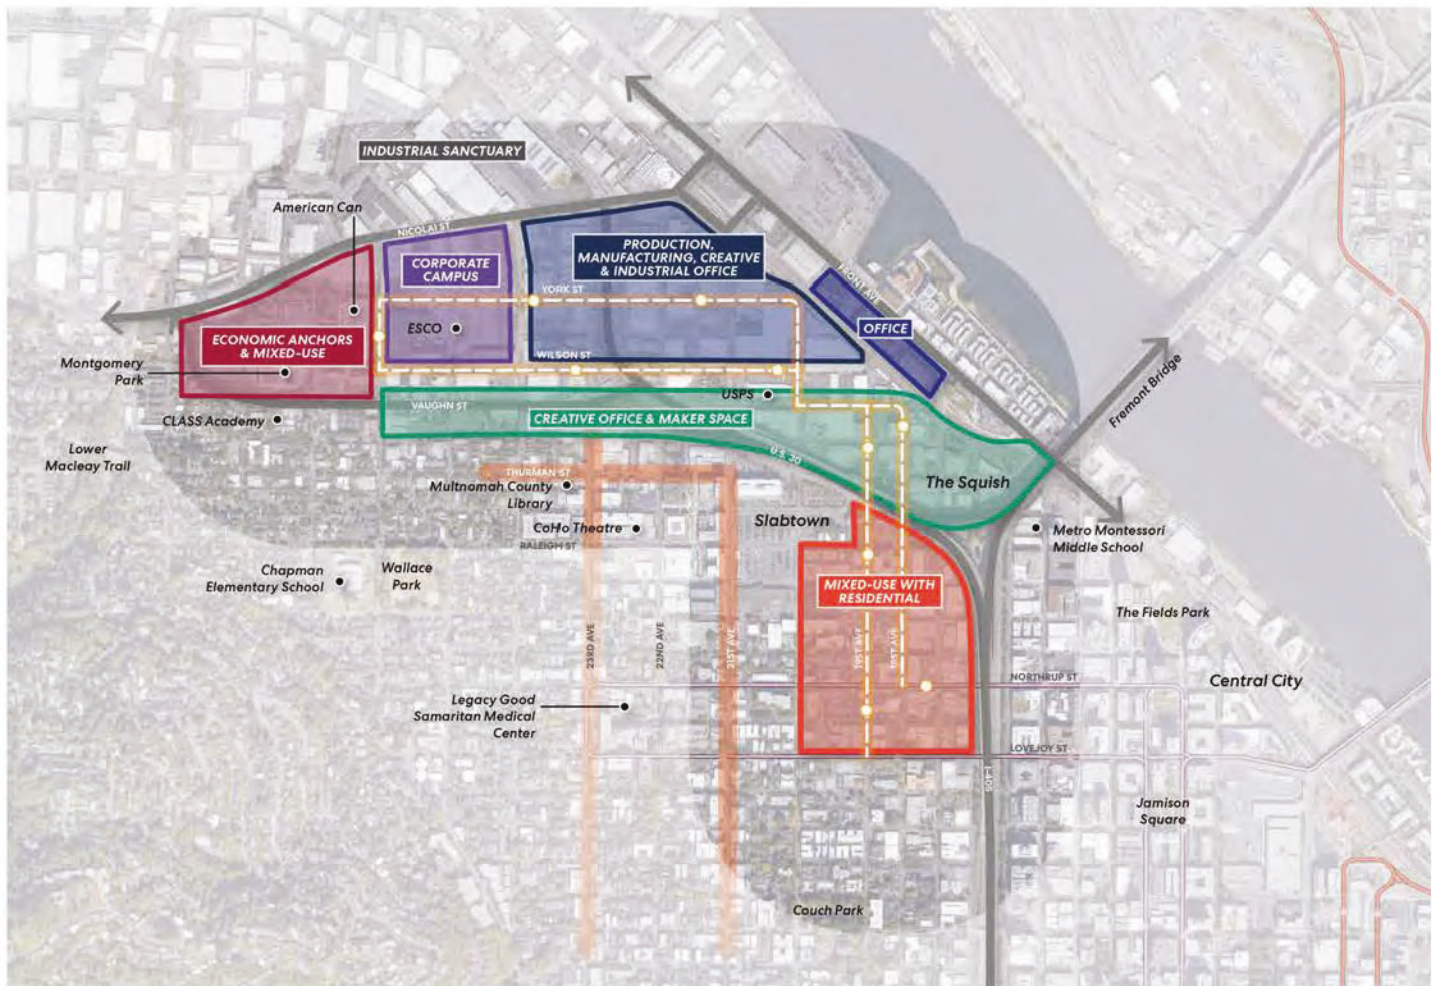 INDUSTRIAL SANCTUARY
American Can
NICOLAI ST
CORPORATE
CAMPUS
PRODUCTION,
MANUFACTURING, CREATIVE
& INDUSTRIAL OFFICE
FRONT AVE
YORK ST
OFFICE
ESCO
ECONOMIC ANCHORS
& MIXED-USE
WILSON ST
Montgomery
Park
Fremont Bridge
USPS
VAUGHN ST
CREATIVE OFFICE & MAKER SPACE
CLASS Academy
Lower
Macleay Trail
U.S. 30
THURMAN ST
Multnomah County
Library
The Squish
Slabtown
CoHo Theatre
Metro Montessori
Middle School
RALEIGH ST
Chapman
Elementary School
Wallace
Park
MIXED-USE WITH
RESIDENTIAL
The Fields Park
23RD AVE
22ND AVE
21ST AVE
19ST AVE
18ST AVE
NORTHRUP ST
Central City
Legacy Good
Samaritan Medical
Center
LOVEJOY ST
I-405
Jamison
Square
Couch Park